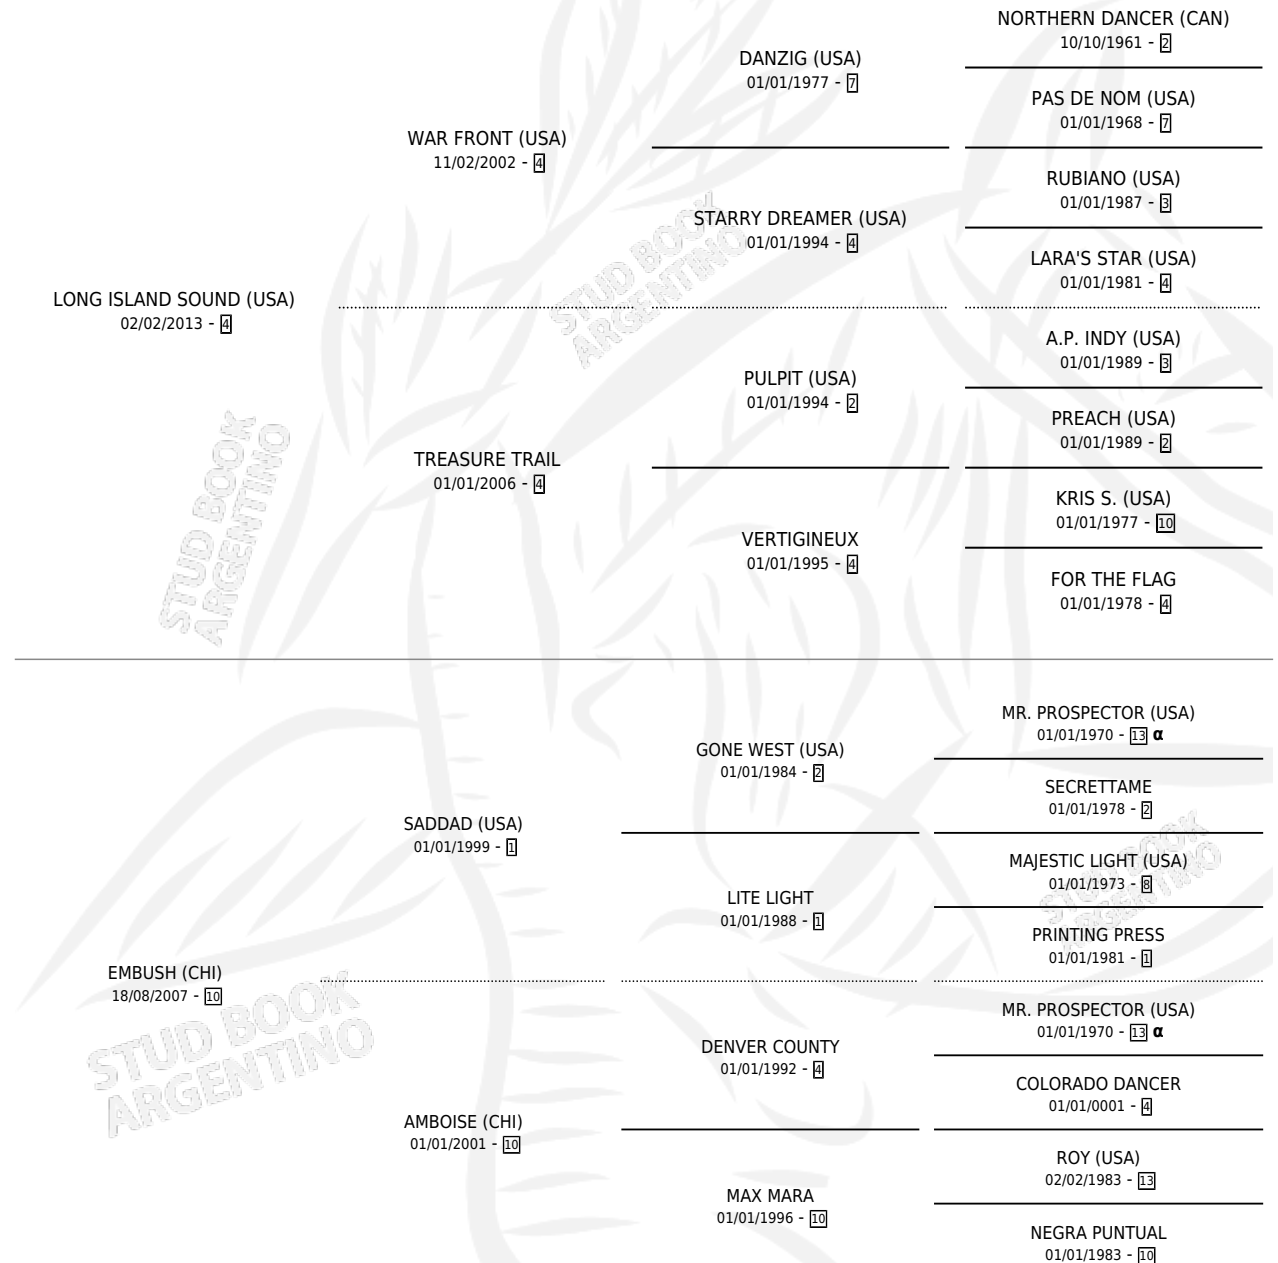 NORTHERN DANCER (CAN)
10/10/1961 - 2
DANZIG (USA)
01/01/1977 - 7
PAS DE NOM (USA)
01/01/1968 - 7
WAR FRONT (USA)
11/02/2002 - 4
RUBIANO (USA)
01/01/1987 - 3
STARRY DREAMER (USA)
01/01/1994 - 4
LARA'S STAR (USA)
01/01/1981 - 4
LONG ISLAND SOUND (USA)
02/02/2013 - 4
A.P. INDY (USA)
01/01/1989 - 3
PULPIT (USA)
01/01/1994 - 2
PREACH (USA)
01/01/1989 - 2
TREASURE TRAIL
01/01/2006 - 4
KRIS S. (USA)
01/01/1977 - 10
VERTIGINEUX
01/01/1995 - 4
FOR THE FLAG
01/01/1978 - 4
MR. PROSPECTOR (USA)
01/01/1970 - 13 α
GONE WEST (USA)
01/01/1984 - 2
SECRETTAME
01/01/1978 - 2
SADDAD (USA)
01/01/1999 - 1
MAJESTIC LIGHT (USA)
01/01/1973 - 8
LITE LIGHT
01/01/1988 - 1
PRINTING PRESS
01/01/1981 - 1
EMBUSH (CHI)
18/08/2007 - 10
MR. PROSPECTOR (USA)
01/01/1970 - 13 α
DENVER COUNTY
01/01/1992 - 4
COLORADO DANCER
01/01/0001 - 4
AMBOISE (CHI)
01/01/2001 - 10
ROY (USA)
02/02/1983 - 13
MAX MARA
01/01/1996 - 10
NEGRA PUNTUAL
01/01/1983 - 10
STUD BOOK
ARGENTINO
STUD BOOK
ARGENTINO
STUD BOOK
ARGENTINO
STUD BOOK
ARGENTINO